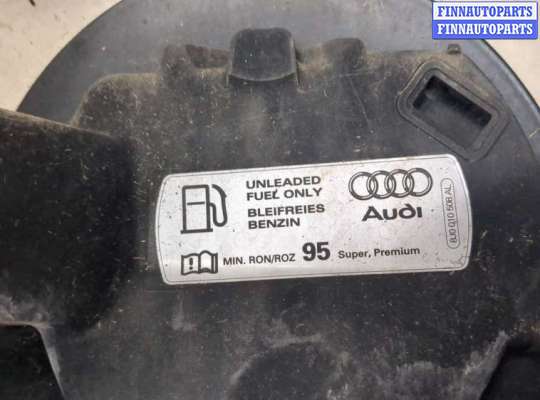 FINNAUTOPARTS
FINNAUTOPARTS
UNLEADED
FUEL ONLY
BLEIFREIES
BENZIN
Audi
8J0 010 508 AL
MIN. RON/ROZ 95 Super, Premium